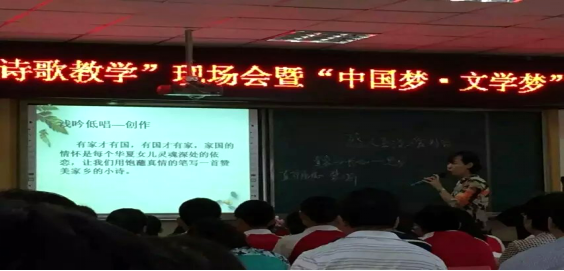 诗歌教学”现场会暨“中国梦·文学梦”
浅吟低唱—创作
有家才有国，有国才有家，家国的
情怀是每个华夏女儿灵魂深处的依
恋，让我们用饱蘸真情的笔写一首赞
美家乡的小诗。